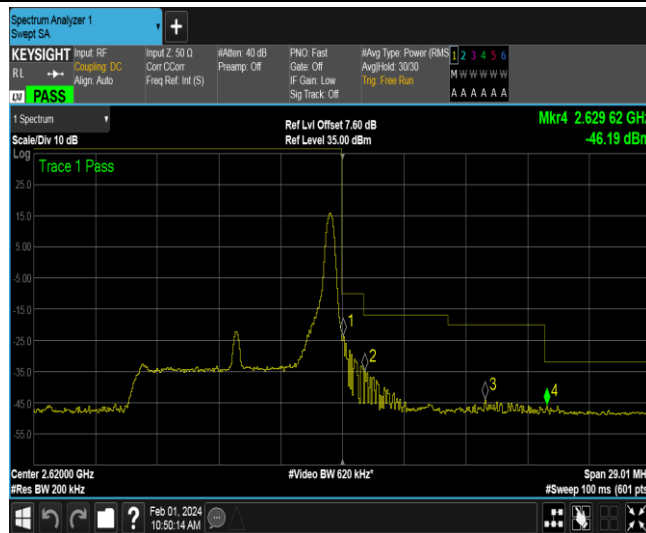 Spectrum Analyzer 1
Swept SA
+
KEYSIGHT Input: RF Input Z: 50 Ω #Atten: 40 dB PNO: Fast #Avg Type: Power (RMS 1 2 3 4 5 6
RL Coupling: DC Corr CCorr Preamp: Off Gate: Off Avg|Hold: 30/30 M W W W W W
Align: Auto Freq Ref: Int (S) IF Gain: Low Trig: Free Run
LXI PASS Sig Track: Off A A A A A A
1 Spectrum Ref Lvl Offset 7.60 dB Mkr4 2.629 62 GHz
Scale/Div 10 dB Ref Level 35.00 dBm -46.19 dBm
Log
Trace 1 Pass
25.0
15.0
5.00
-5.00
-15.0
1
-25.0
2
-35.0
3
4
-45.0
-55.0
Center 2.62000 GHz #Video BW 620 kHz* Span 29.01 MH
#Res BW 200 kHz #Sweep 100 ms (601 pts
? Feb 01, 2024
10:50:14 AM